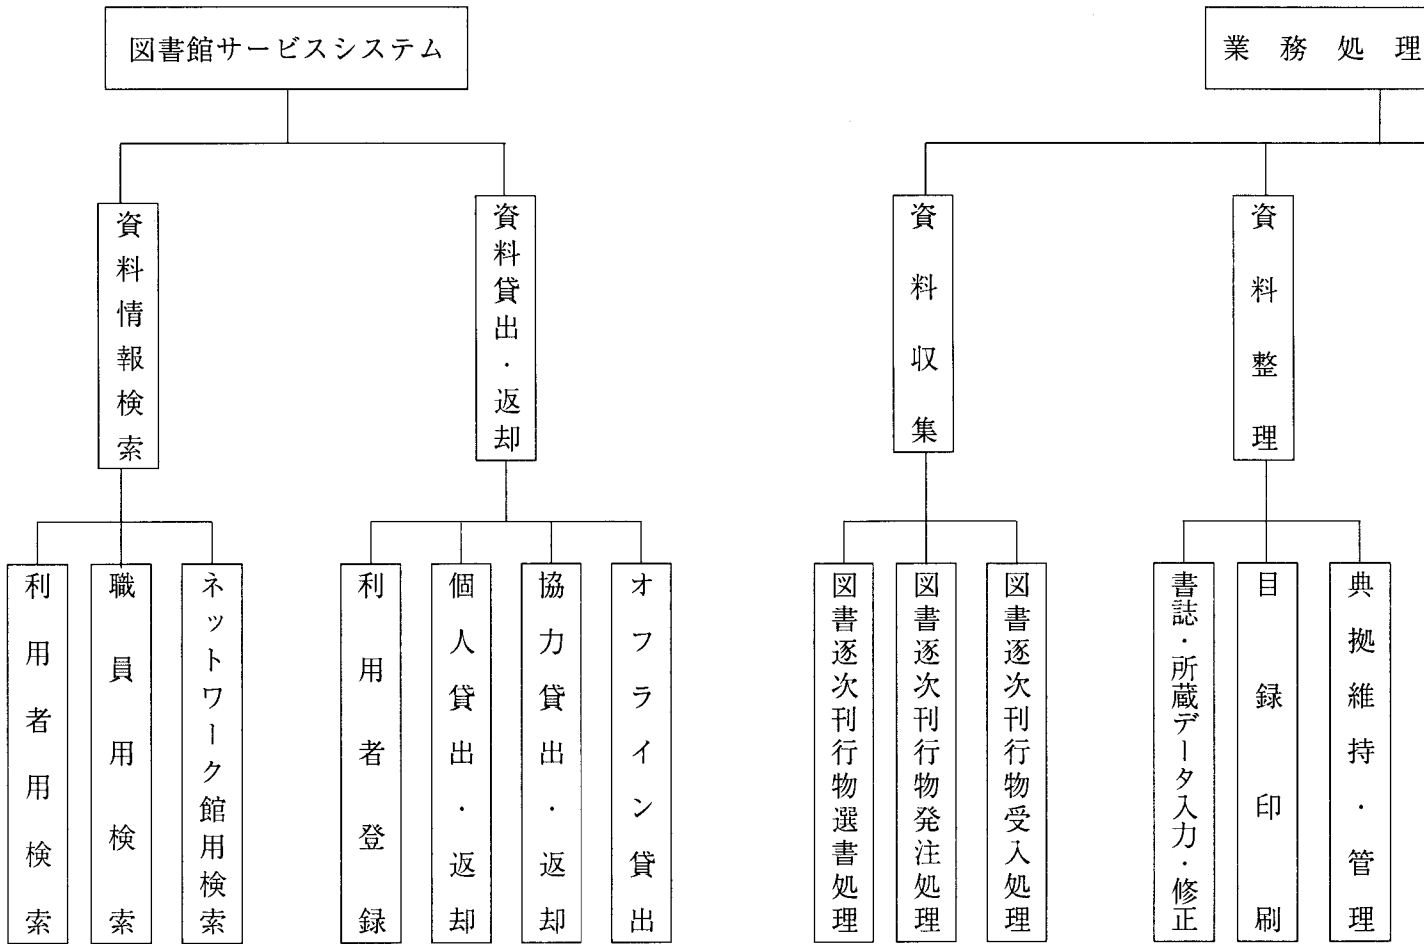 図書館サービスシステム
業務処理
資料情報検索
資料貸出・返却
資料収集
資料整理
利用者用検索
職員用検索
ネットワーク館用検索
利用者登録
個人貸出・返却
協力貸出・返却
オフライン貸出
図書逐次刊行物選書処理
図書逐次刊行物発注処理
図書逐次刊行物受入処理
書誌・所蔵データ入力・修正
目録印刷
典拠維持・管理